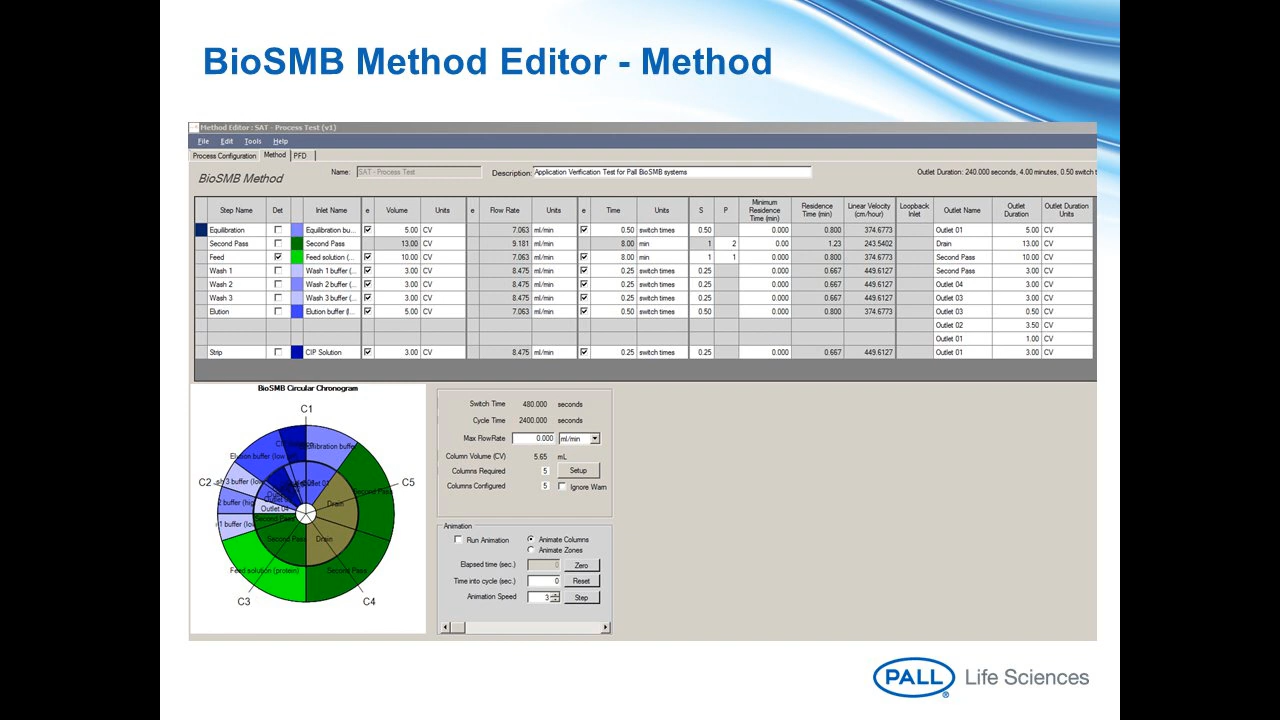 BioSMB Method Editor - Method
Method Editor : SAT - Process Test (v1)
File Edit Tools Help
Process Configuration Method PFD
BioSMB Method Name: SAT - Process Test Description: Application Verification Test for Pall BioSMB systems Outlet Duration: 240.000 seconds, 4.00 minutes, 0.50 switch t
Step Name Det Inlet Name e Volume Units e Flow Rate Units e Time Units S P Minimum Residence Time (min) Residence Time (min) Linear Velocity (cm/hour) Loopback Inlet Outlet Name Outlet Duration Outlet Duration Units
Equilibration Equilibration bu... 5.00 CV 7.063 ml/min 0.50 switch times 0.50 0.000 0.800 374.6773 Outlet 01 5.00 CV
Second Pass Second Pass 13.00 CV 9.181 ml/min 8.00 min 1 2 0.00 1.23 243.5402 Drain 13.00 CV
Feed Feed solution (... 10.00 CV 7.063 ml/min 8.00 min 1 1 0.000 0.800 374.6773 Second Pass 10.00 CV
Wash 1 Wash 1 buffer (... 3.00 CV 8.475 ml/min 0.25 switch times 0.25 0.000 0.667 449.6127 Second Pass 3.00 CV
Wash 2 Wash 2 buffer (... 3.00 CV 8.475 ml/min 0.25 switch times 0.25 0.000 0.667 449.6127 Outlet 04 3.00 CV
Wash 3 Wash 3 buffer (... 3.00 CV 8.475 ml/min 0.25 switch times 0.25 0.000 0.667 449.6127 Outlet 03 3.00 CV
Elution Elution buffer (l... 5.00 CV 7.063 ml/min 0.50 switch times 0.50 0.000 0.800 374.6773 Outlet 03 0.50 CV
Outlet 02 3.50 CV
Outlet 01 1.00 CV
Strip CIP Solution 3.00 CV 8.475 ml/min 0.25 switch times 0.25 0.000 0.667 449.6127 Outlet 01 3.00 CV
BioSMB Circular Chronogram
C1
Elution buffer (low
C2
C5
Second Pass
Drain
Outlet 04
Second Pass
Second Pass
Drain
Feed solution (protein)
Second Pass
C3
C4
Switch Time 480.000 seconds
Cycle Time 2400.000 seconds
Max FlowRate 0.000 ml/min
Column Volume (CV) 5.65 mL
Columns Required 5 Setup
Columns Configured 5 Ignore Warn
Animation
Run Animation Animate Columns
Animate Zones
Elapsed time (sec.) 0 Zero
Time into cycle (sec.) 0 Reset
Animation Speed 3 Step
PALL Life Sciences